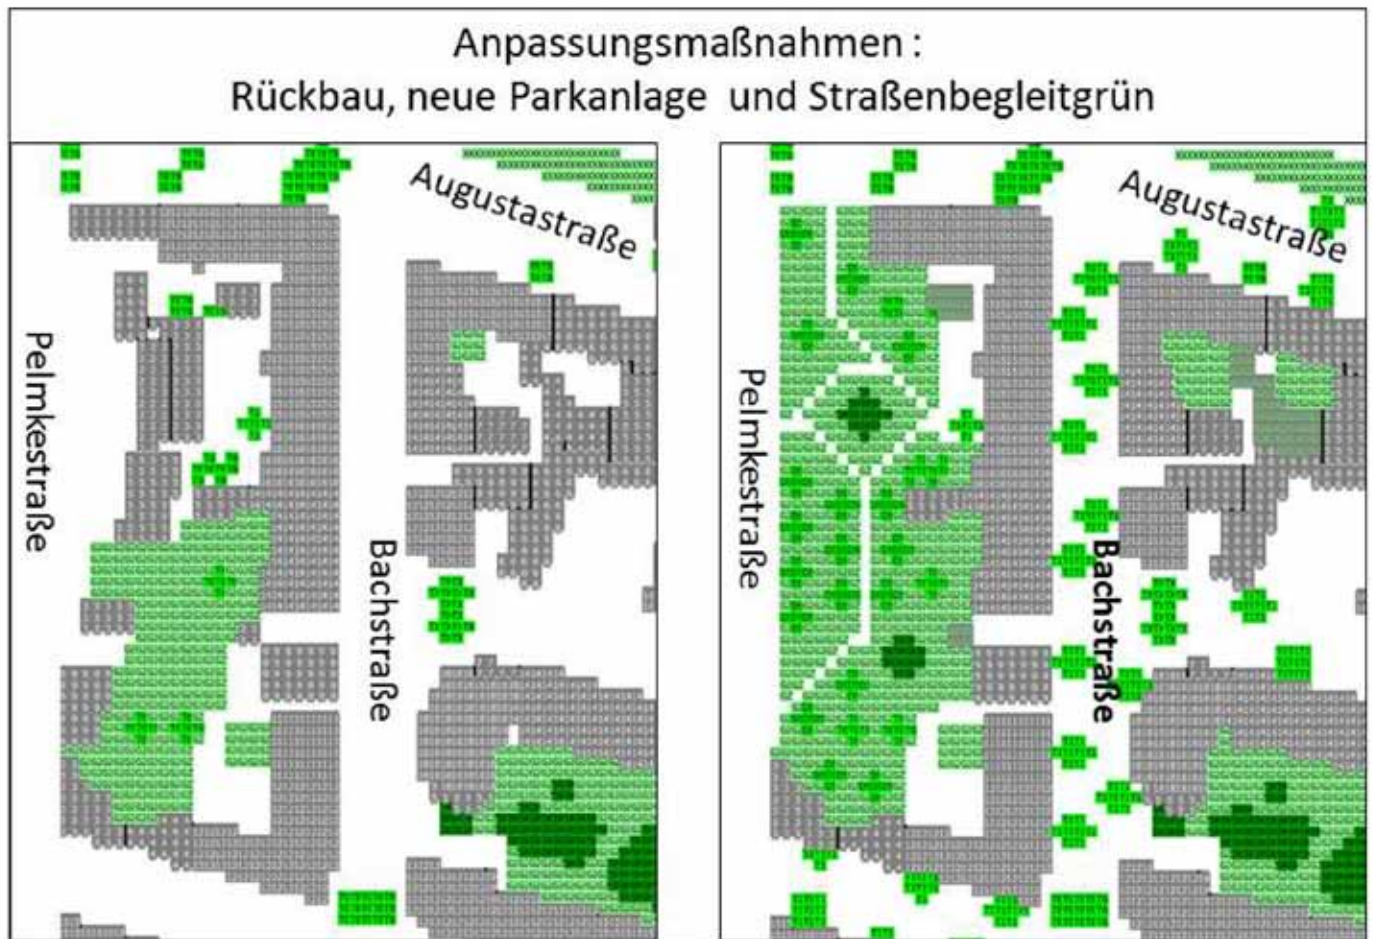 Anpassungsmaßnahmen :
Rückbau, neue Parkanlage und Straßenbegleitgrün
Augustastraße
Pelmkestraße
Bachstraße
Augustastraße
Pelmkestraße
Bachstraße